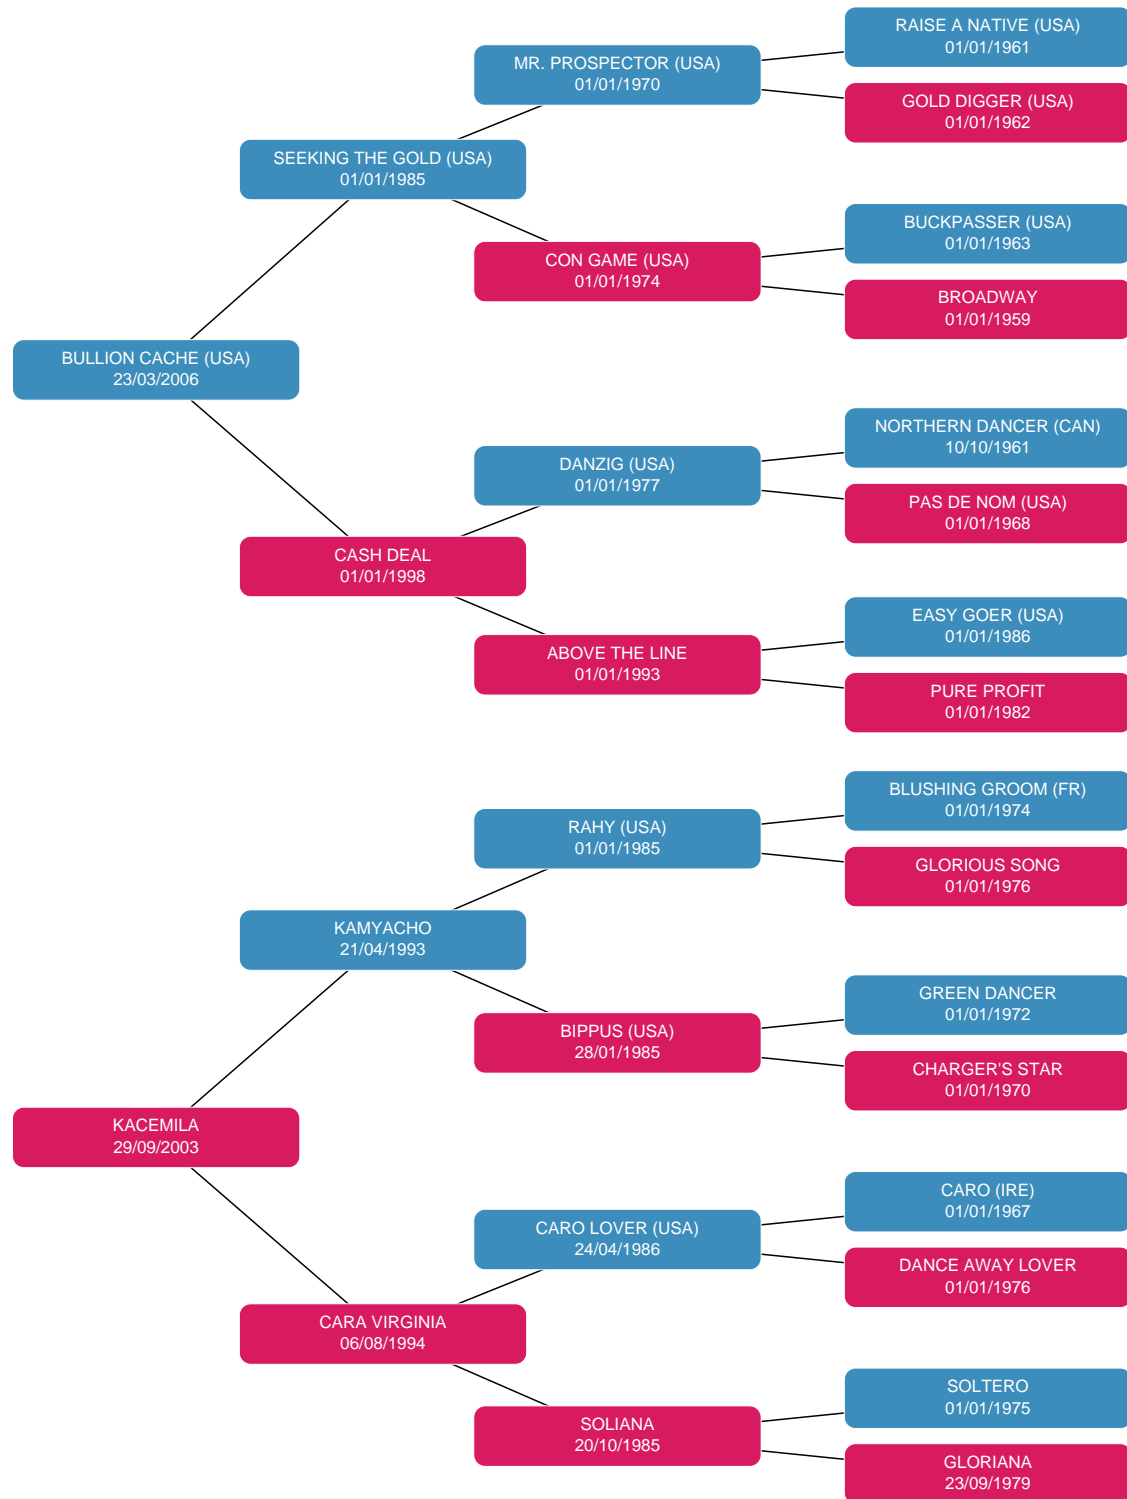 RAISE A NATIVE (USA)
01/01/1961
MR. PROSPECTOR (USA)
01/01/1970
GOLD DIGGER (USA)
01/01/1962
SEEKING THE GOLD (USA)
01/01/1985
BUCKPASSER (USA)
01/01/1963
CON GAME (USA)
01/01/1974
BROADWAY
01/01/1959
BULLION CACHE (USA)
23/03/2006
NORTHERN DANCER (CAN)
10/10/1961
DANZIG (USA)
01/01/1977
PAS DE NOM (USA)
01/01/1968
CASH DEAL
01/01/1998
EASY GOER (USA)
01/01/1986
ABOVE THE LINE
01/01/1993
PURE PROFIT
01/01/1982
BLUSHING GROOM (FR)
01/01/1974
RAHY (USA)
01/01/1985
GLORIOUS SONG
01/01/1976
KAMYACHO
21/04/1993
GREEN DANCER
01/01/1972
BIPPUS (USA)
28/01/1985
CHARGER'S STAR
01/01/1970
KACEMILA
29/09/2003
CARO (IRE)
01/01/1967
CARO LOVER (USA)
24/04/1986
DANCE AWAY LOVER
01/01/1976
CARA VIRGINIA
06/08/1994
SOLTERO
01/01/1975
SOLIANA
20/10/1985
GLORIANA
23/09/1979